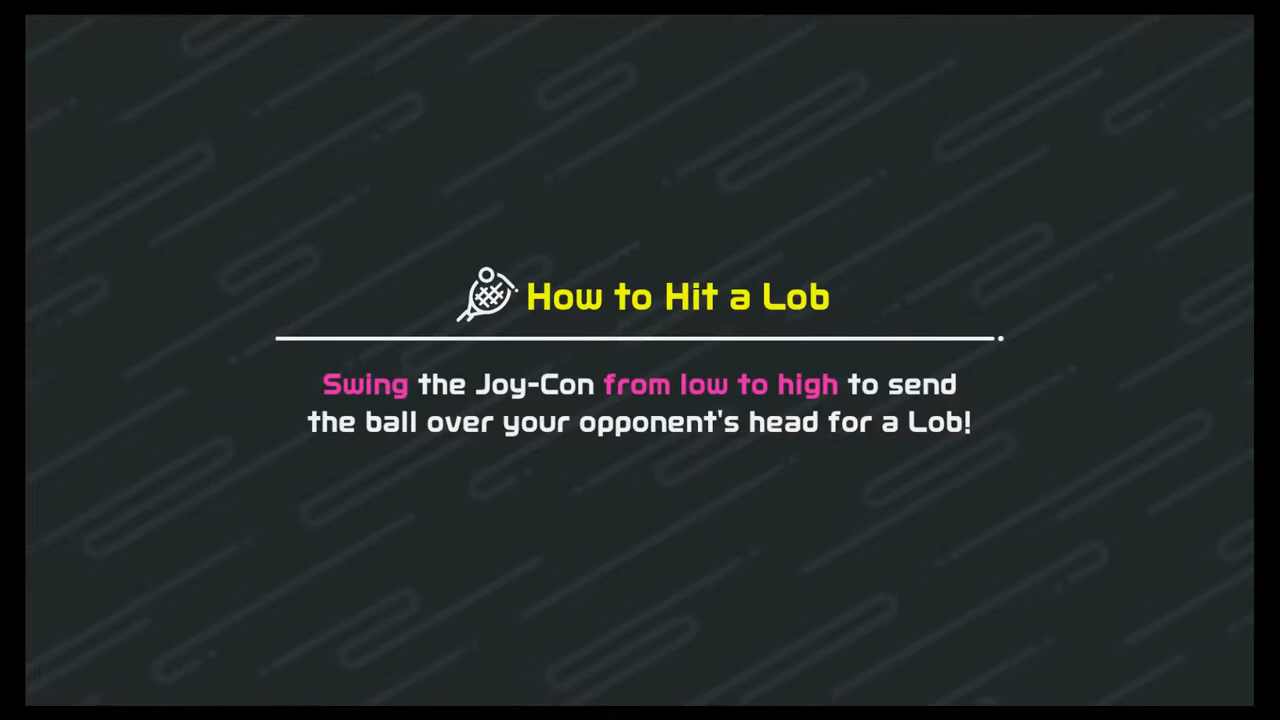 How to Hit a Lob
Swing the Joy-Con from low to high to send
the ball over your opponent's head for a Lob!